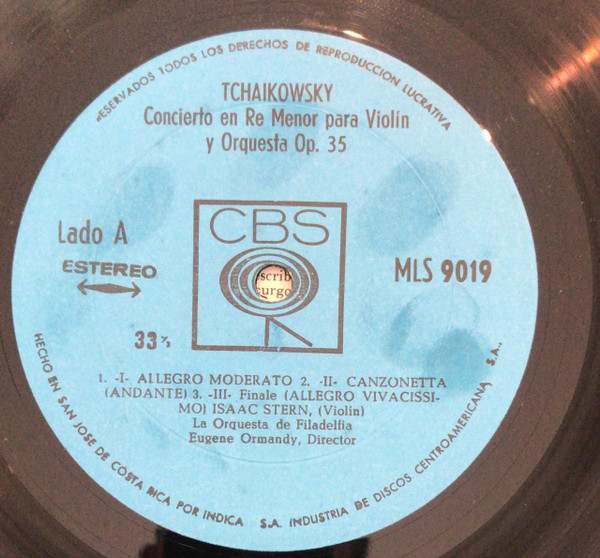 RESERVADOS TODOS LOS DERECHOS DE REPRODUCCION LUCRATIVA
TCHAIKOWSKY
Concierto en Re Menor para Violín
y Orquesta Op. 35
CBS
Lado A
ESTEREO
MLS 9019
scrib
curgo
33⅓
1. -I- ALLEGRO MODERATO 2. -II- CANZONETTA
(ANDANTE) 3. -III- Finale (ALLEGRO VIVACISSI-
MO) ISAAC STERN, (Violin)
La Orquesta de Filadelfia
Eugene Ormandy, Director
HECHO EN SAN JOSE DE COSTA RICA POR INDICA S.A. INDUSTRIA DE DISCOS CENTROAMERICANA S.A.